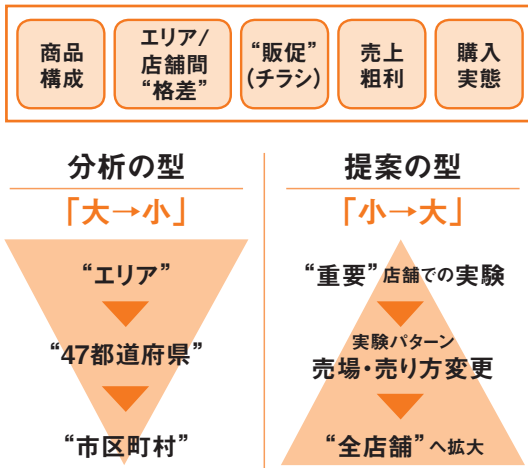 商品
構成
エリア/
店舗間
“格差”
“販促”
(チラシ)
売上
粗利
購入
実態
分析の型
「大→小」
“エリア”
“47都道府県”
“市区町村”
提案の型
「小→大」
“重要”店舗での実験
実験パターン
売場・売り方変更
“全店舗”へ拡大